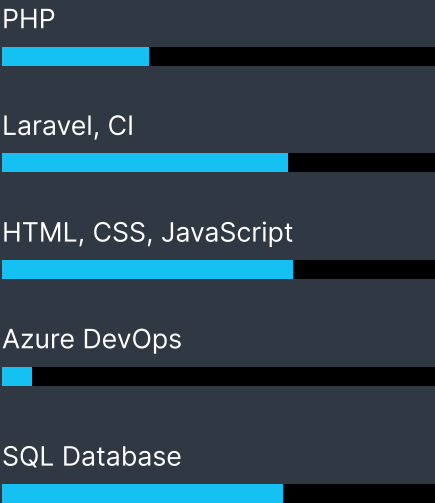 PHP
Laravel, CI
HTML, CSS, JavaScript
Azure DevOps
SQL Database